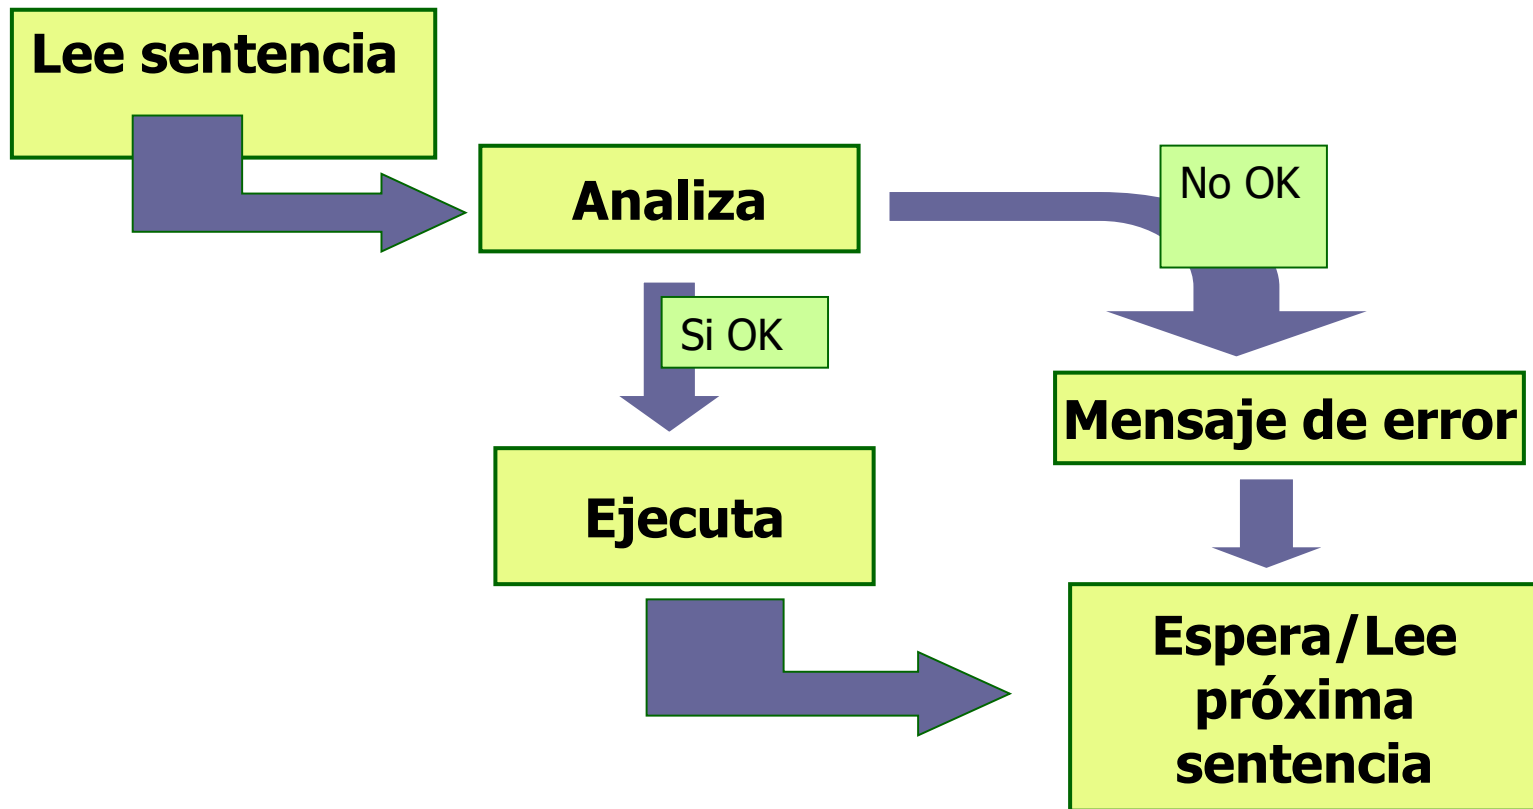 Lee sentencia
Analiza
No OK
Si OK
Mensaje de error
Ejecuta
Espera/Lee
próxima
sentencia